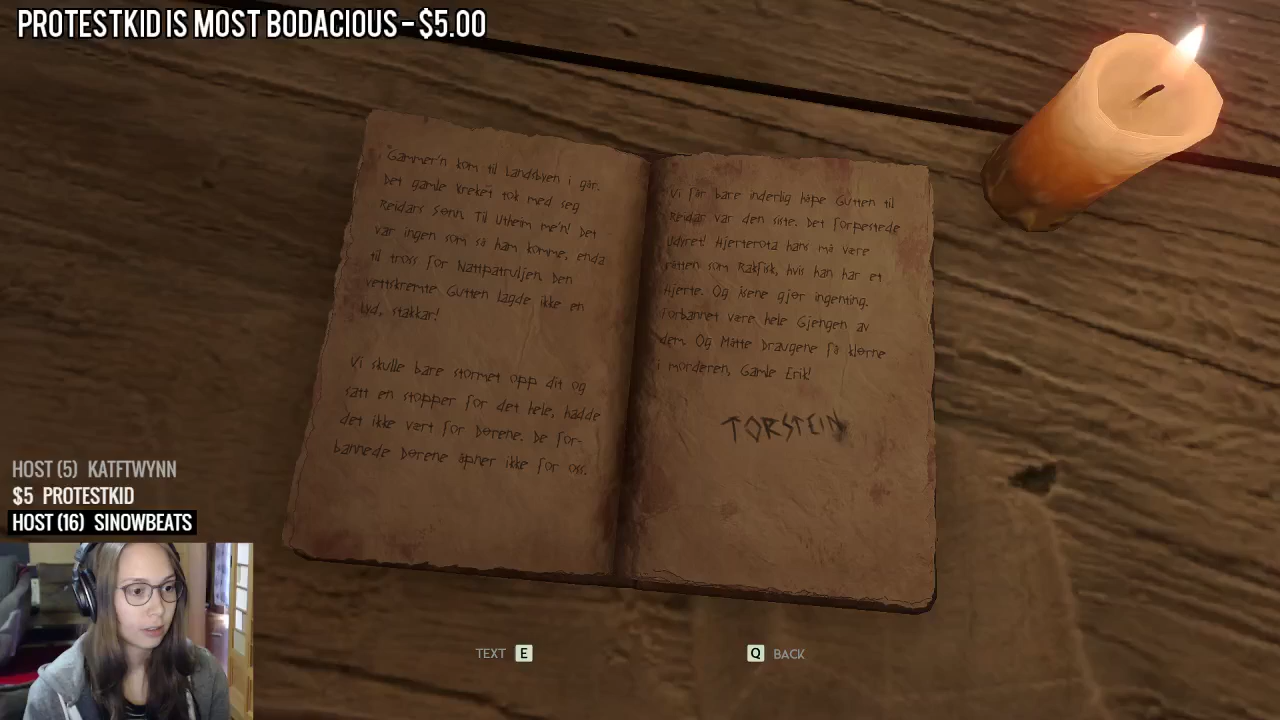 PROTESTKID IS MOST BODACIOUS - $5.00
"Gammer'n kom til Landsbyen i går.
Det gamle kreket tok med seg
Reidars Sønn. Til Utheim me'n! Det
var ingen som så ham komme, enda
til tross for Nattpatruljen. Den
vettskremte Gutten lagde ikke en
lyd, stakkar!
Vi skulle bare stormet opp dit og
satt en stopper for det hele, hadde
det ikke vært for Dørene. De for-
bannede Dørene åpner ikke for oss.
Vi får bare inderlig håpe Gutten til
Reidar var den siste. Det forpestede
Udyret! Hjerterota hans må være
råtten som Rakfisk, hvis han har et
Hjerte. Og Åsene gjør ingenting.
Forbannet være hele Gjengen av
dem. Og Måtte Draugene få klørne
i morderen, Gamle Erik!
TORSTEIN
HOST (5) KATFTWYNN
$5 PROTESTKID
HOST (16) SINOWBEATS
TEXT E
Q BACK